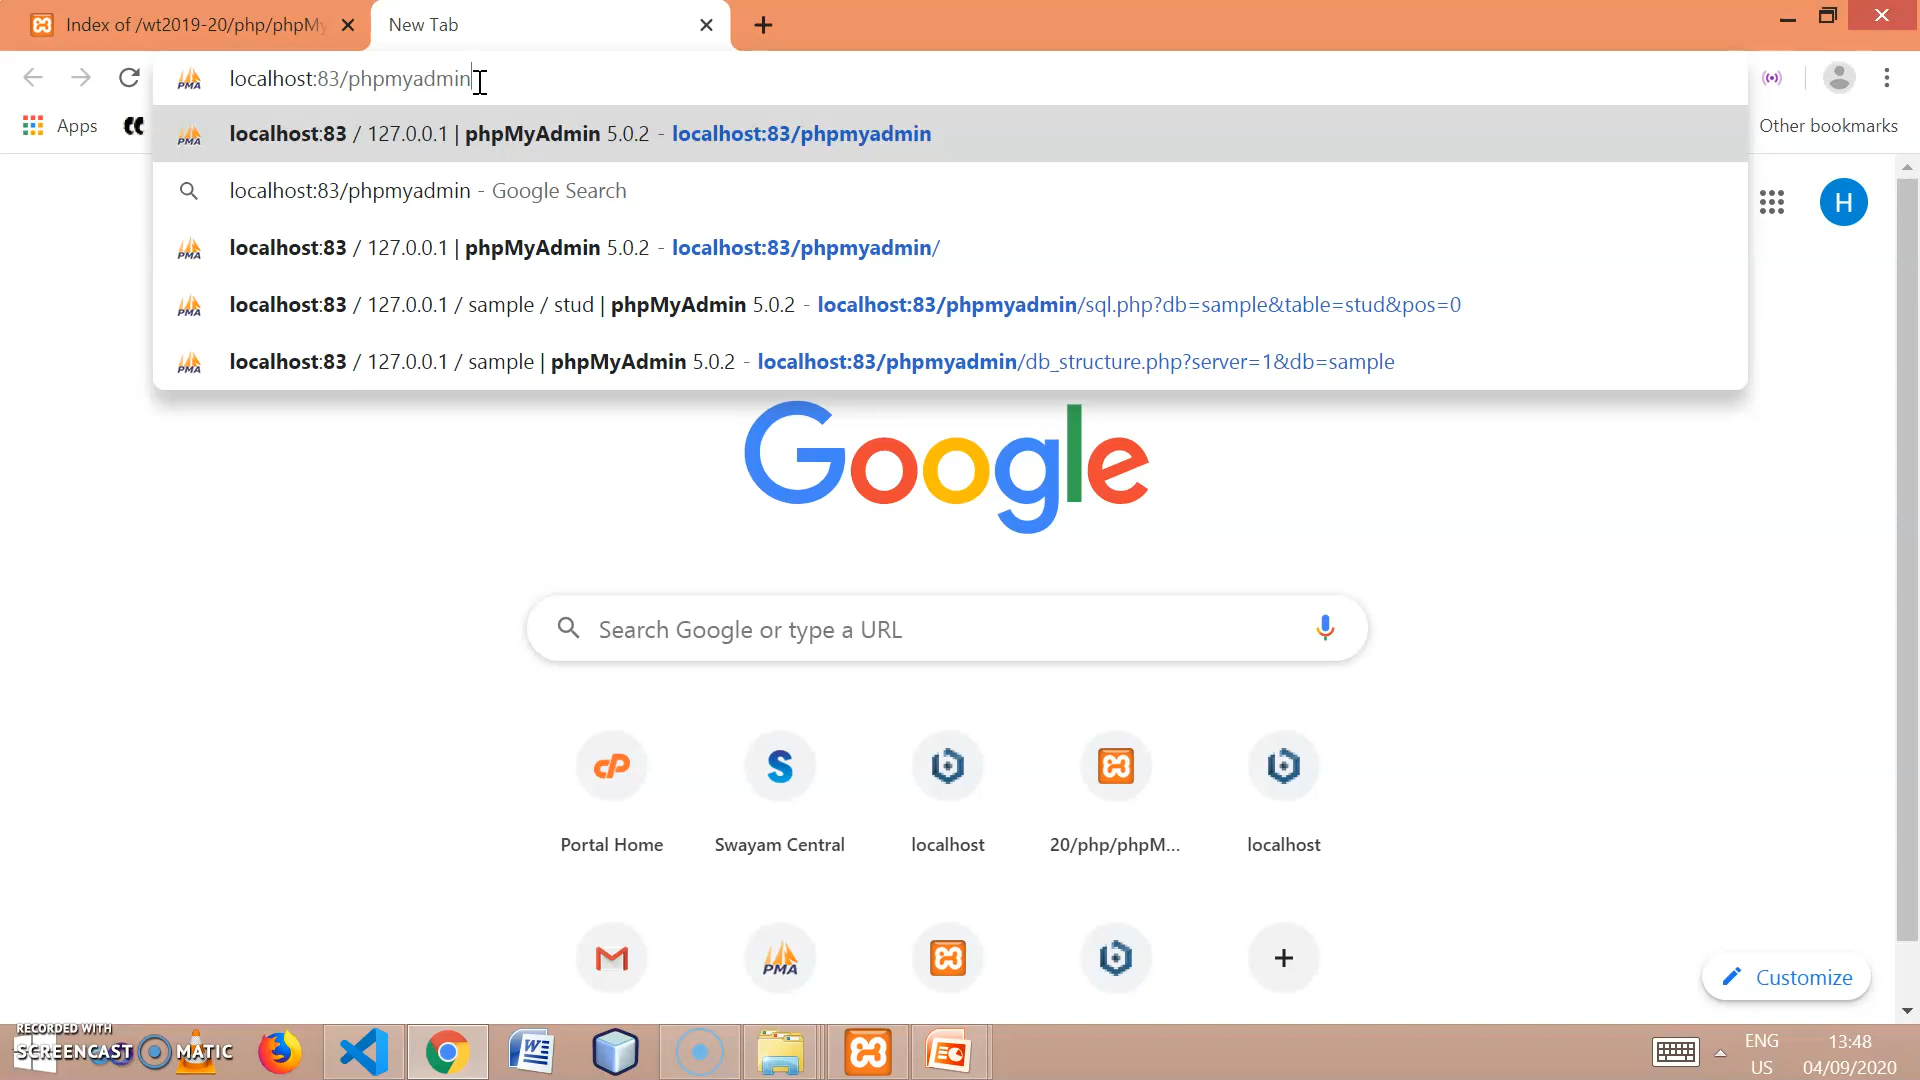 Index of /wt2019-20/php/phpMy
New Tab
localhost:83/phpmyadmin
Apps
Other bookmarks
localhost:83 / 127.0.0.1 | phpMyAdmin 5.0.2 - localhost:83/phpmyadmin
localhost:83/phpmyadmin - Google Search
localhost:83 / 127.0.0.1 | phpMyAdmin 5.0.2 - localhost:83/phpmyadmin/
localhost:83 / 127.0.0.1 / sample / stud | phpMyAdmin 5.0.2 - localhost:83/phpmyadmin/sql.php?db=sample&table=stud&pos=0
localhost:83 / 127.0.0.1 / sample | phpMyAdmin 5.0.2 - localhost:83/phpmyadmin/db_structure.php?server=1&db=sample
H
Google
Search Google or type a URL
Portal Home
Swayam Central
localhost
20/php/phpM...
localhost
PMA
Customize
RECORDED WITH
SCREENCAST MATIC
ENG
US
13:48
04/09/2020